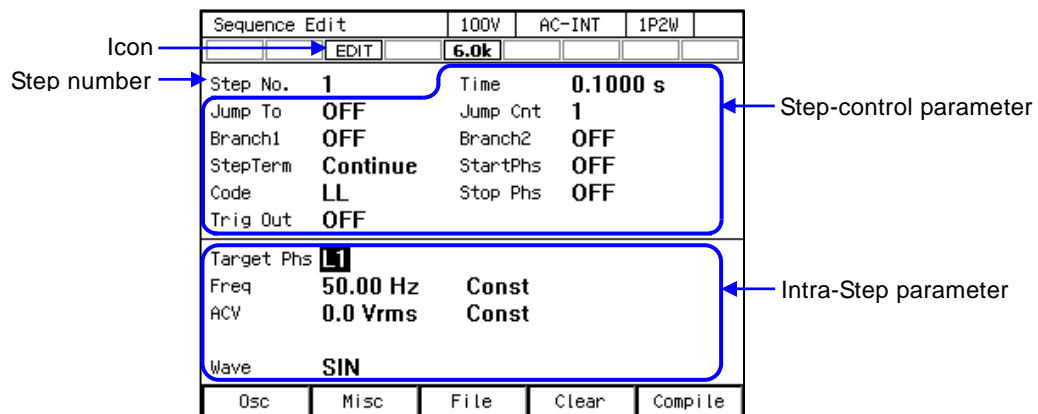 Sequence Edit 100V AC-INT 1P2W
Icon EDIT 6.0k
Step number Step No. 1 Time 0.1000 s
Jump To OFF Jump Cnt 1 Step-control parameter
Branch1 OFF Branch2 OFF
StepTerm Continue StartPhs OFF
Code LL Stop Phs OFF
Trig Out OFF
Target Phs L1
Freq 50.00 Hz Const Intra-Step parameter
ACV 0.0 Vrms Const
Wave SIN
Osc Misc File Clear Compile